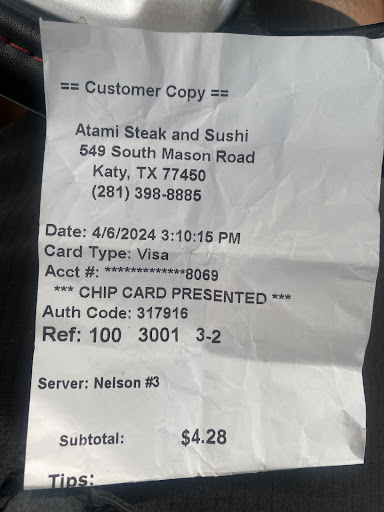 == Customer Copy ==
Atami Steak and Sushi
549 South Mason Road
Katy, TX 77450
(281) 398-8885
Date: 4/6/2024 3:10:15 PM
Card Type: Visa
Acct #: *************8069
*** CHIP CARD PRESENTED ***
Auth Code: 317916
Ref: 100 3001 3-2
Server: Nelson #3
Subtotal: $4.28
Tips: